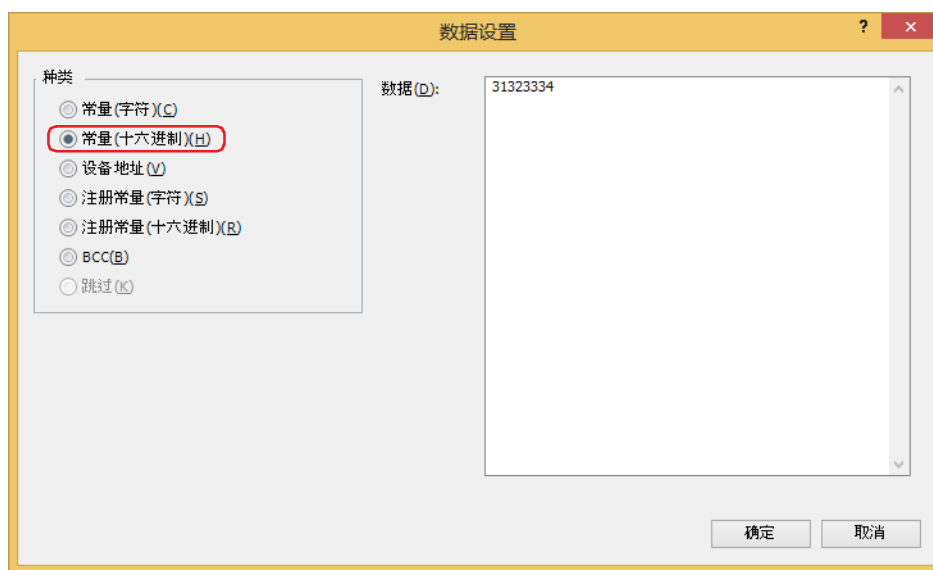 数据设置
?
×
种类
常量(字符)(C)
常量(十六进制)(H)
设备地址(V)
注册常量(字符)(S)
注册常量(十六进制)(R)
BCC(B)
跳过(K)
数据(D):
31323334
确定
取消